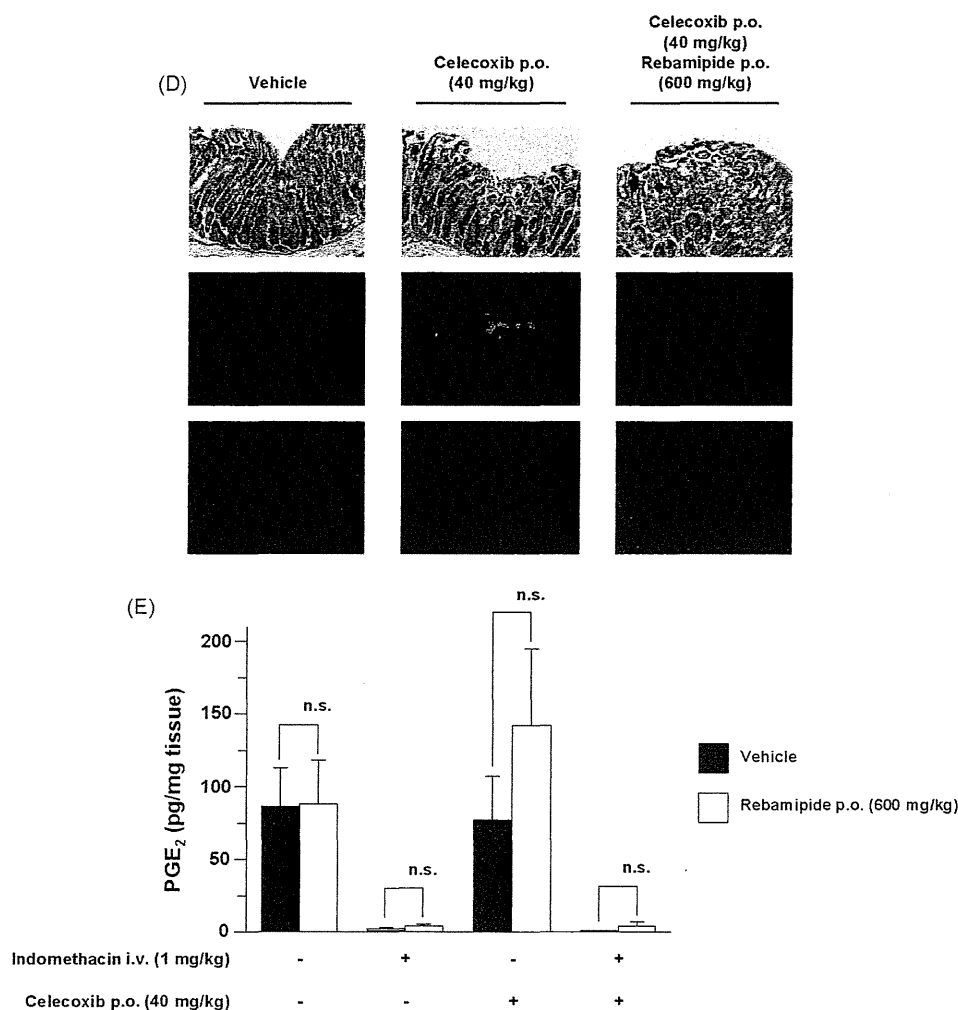 Celecoxib p.o.
(40 mg/kg)
Rebamipide p.o.
(600 mg/kg)
Celecoxib p.o.
(40 mg/kg)
Vehicle
(D)
(E)
n.s.
n.s.
n.s.
n.s.
200
150
100
50
0
PGE₂ (pg/mg tissue)
Vehicle
Rebamipide p.o. (600 mg/kg)
Indomethacin i.v. (1 mg/kg) - + - +
Celecoxib p.o. (40 mg/kg) - - + +